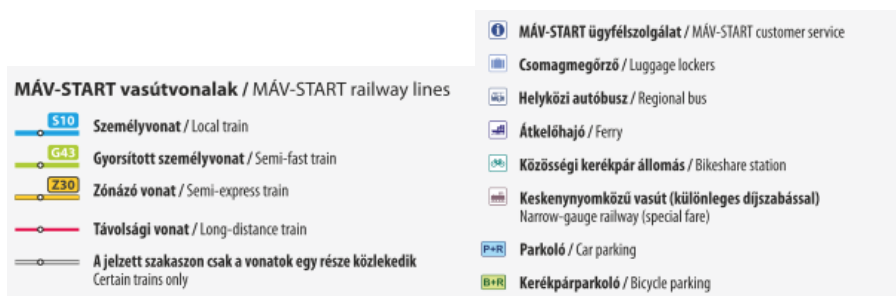 MÁV-START vasútvonalak / MÁV-START railway lines
S10 Személyvonat / Local train
G43 Gyorsított személyvonat / Semi-fast train
Z30 Zónázó vonat / Semi-express train
Távolsági vonat / Long-distance train
A jelzett szakaszon csak a vonatok egy része közlekedik
Certain trains only
MÁV-START ügyfélszolgálat / MÁV-START customer service
Csomagmegőrző / Luggage lockers
Helyközi autóbusz / Regional bus
Átkelőhajó / Ferry
Közösségi kerékpár állomás / Bikeshare station
Keskenynyomközű vasút (különleges díjszabással)
Narrow-gauge railway (special fare)
P+R Parkoló / Car parking
B+R Kerékpárparkoló / Bicycle parking